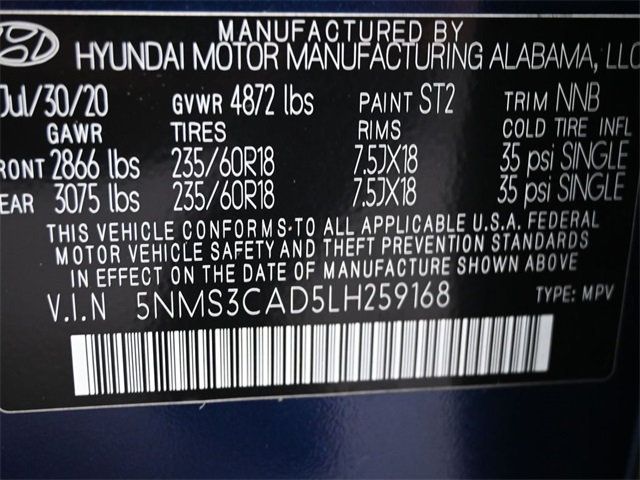 MANUFACTURED BY
HYUNDAI MOTOR MANUFACTURING ALABAMA, LLC
Jul/30/20 GVWR 4872 lbs PAINT ST2 TRIM NNB
GAWR TIRES RIMS COLD TIRE INFL
RONT 2866 lbs 235/60R18 7.5JX18 35 psi SINGLE
EAR 3075 lbs 235/60R18 7.5JX18 35 psi SINGLE
THIS VEHICLE CONFORMS TO ALL APPLICABLE U.S.A. FEDERAL
MOTOR VEHICLE SAFETY AND THEFT PREVENTION STANDARDS
IN EFFECT ON THE DATE OF MANUFACTURE SHOWN ABOVE
V.I.N 5NMS3CAD5LH259168 TYPE: MPV